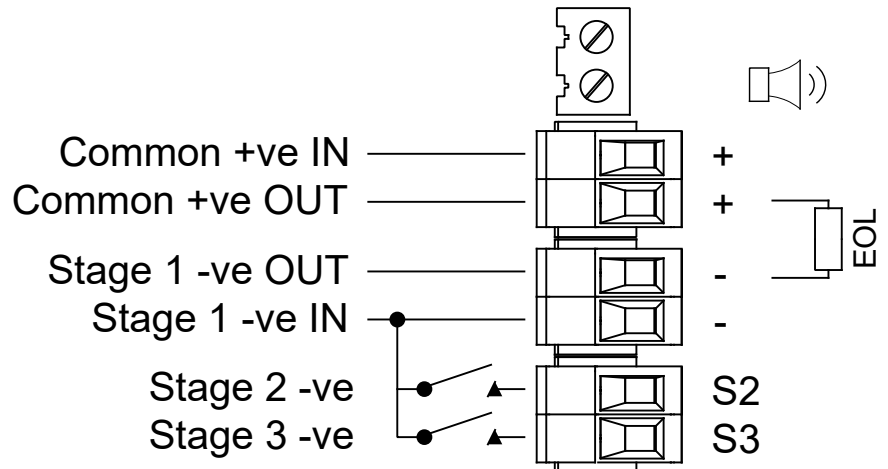 Common +ve IN
+
Common +ve OUT
+
EOL
Stage 1 -ve OUT
-
Stage 1 -ve IN
-
Stage 2 -ve
S2
Stage 3 -ve
S3